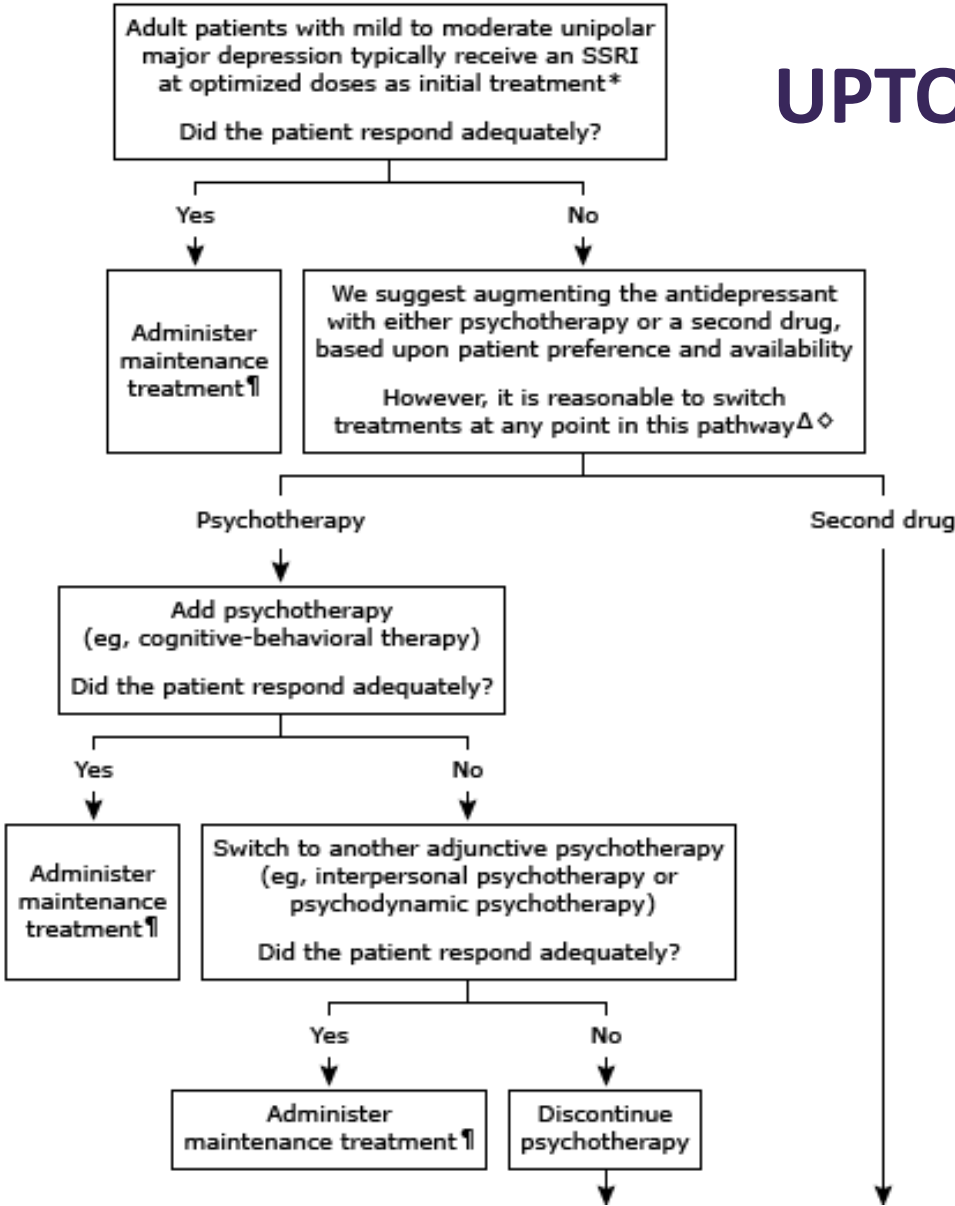 Adult patients with mild to moderate unipolar
major depression typically receive an SSRI
at optimized doses as initial treatment*
Did the patient respond adequately?
UPTO
Yes
No
Administer
maintenance
treatment¶
We suggest augmenting the antidepressant
with either psychotherapy or a second drug,
based upon patient preference and availability
However, it is reasonable to switch
treatments at any point in this pathwayΔ◇
Psychotherapy
Second drug
Add psychotherapy
(eg, cognitive-behavioral therapy)
Did the patient respond adequately?
Yes
No
Administer
maintenance
treatment¶
Switch to another adjunctive psychotherapy
(eg, interpersonal psychotherapy or
psychodynamic psychotherapy)
Did the patient respond adequately?
Yes
No
Administer
maintenance treatment¶
Discontinue
psychotherapy